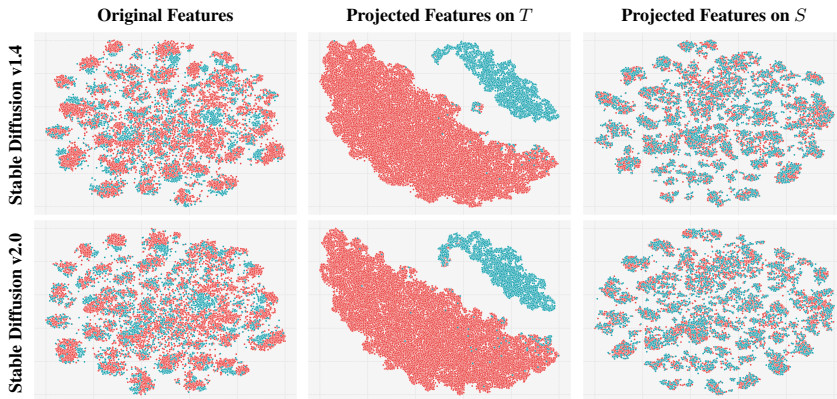 Original Features
Projected Features on T
Projected Features on S
Stable Diffusion v1.4
Stable Diffusion v2.0